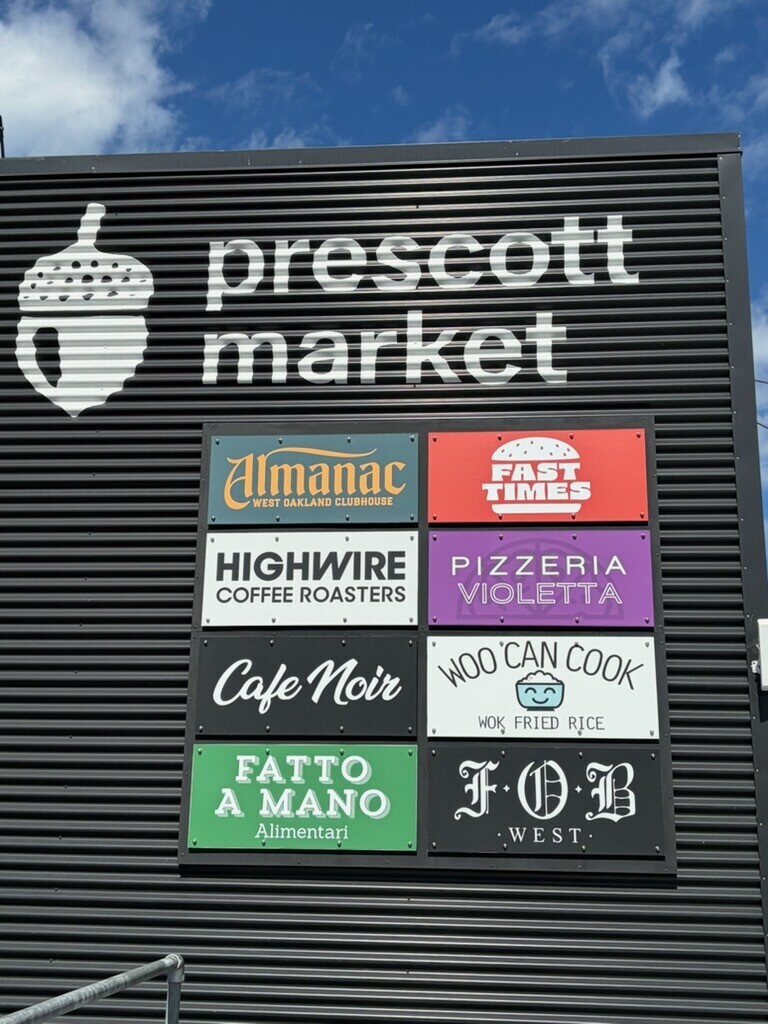 prescott
market
Almanac
WEST OAKLAND CLUBHOUSE
FAST
TIMES
HIGHWIRE
COFFEE ROASTERS
PIZZERIA
VIOLETTA
Cafe Noir
WOO CAN COOK
WOK FRIED RICE
FATTO
A MANO
Alimentari
F·O·B
·WEST·